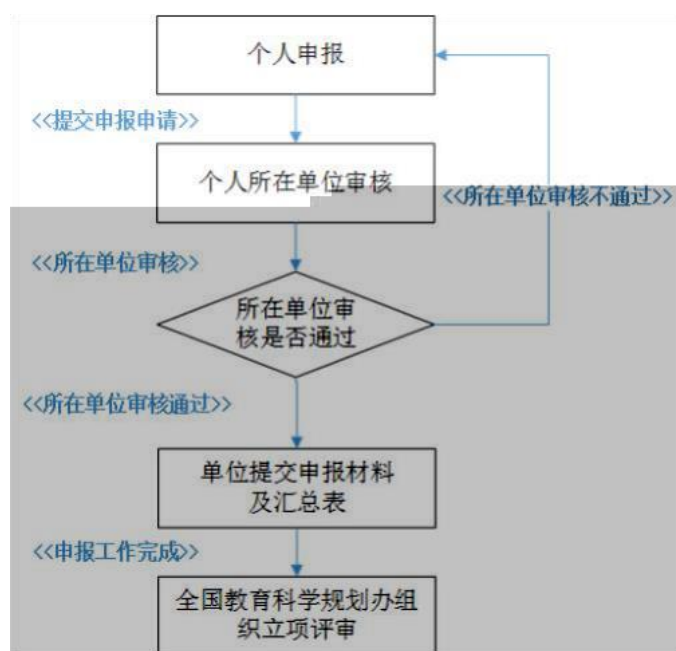 个人申报
<<提交申报申请>>
个人所在单位审核
<<所在单位审核不通过>>
<<所在单位审核>>
所在单位审
核是否通过
<<所在单位审核通过>>
单位提交申报材料
及汇总表
<<申报工作完成>>
全国教育科学规划办组
织立项评审